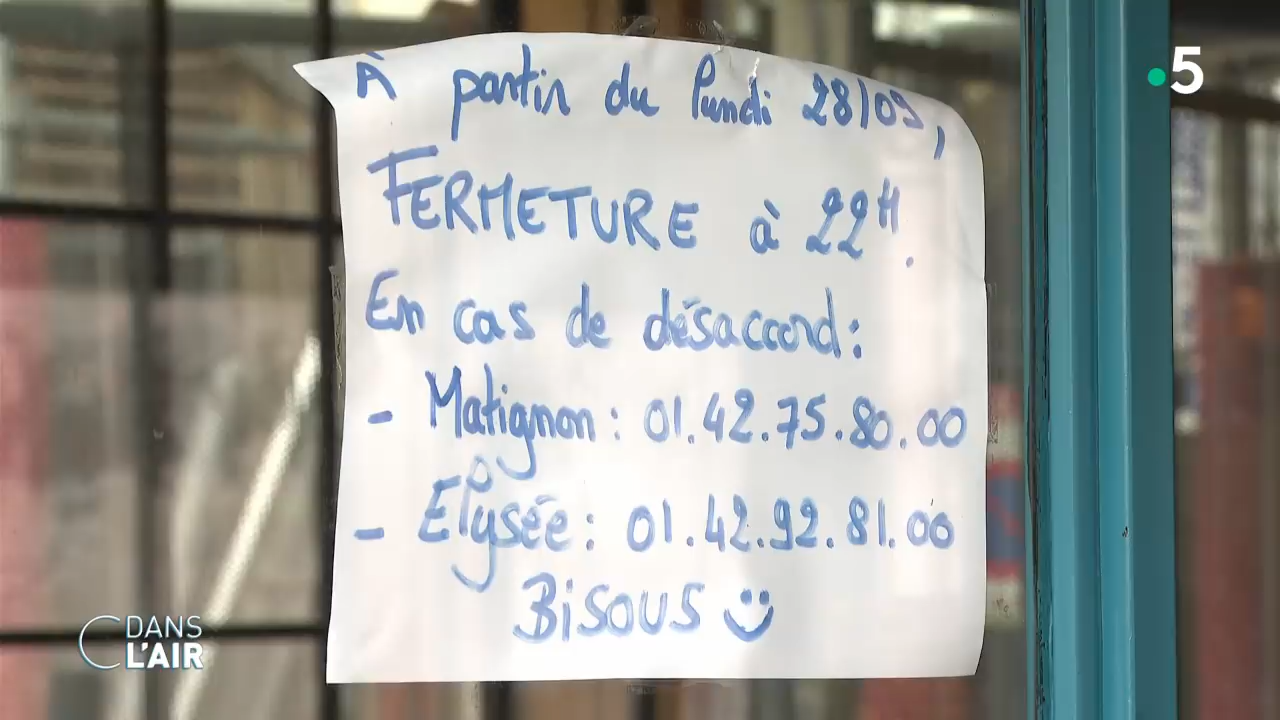 À partir du lundi 28/09,
FERMETURE à 22H.
En cas de désaccord:
- Matignon: 01.42.75.80.00
- Elysée: 01.42.92.81.00
BiSOUS
5
C DANS
L'AIR